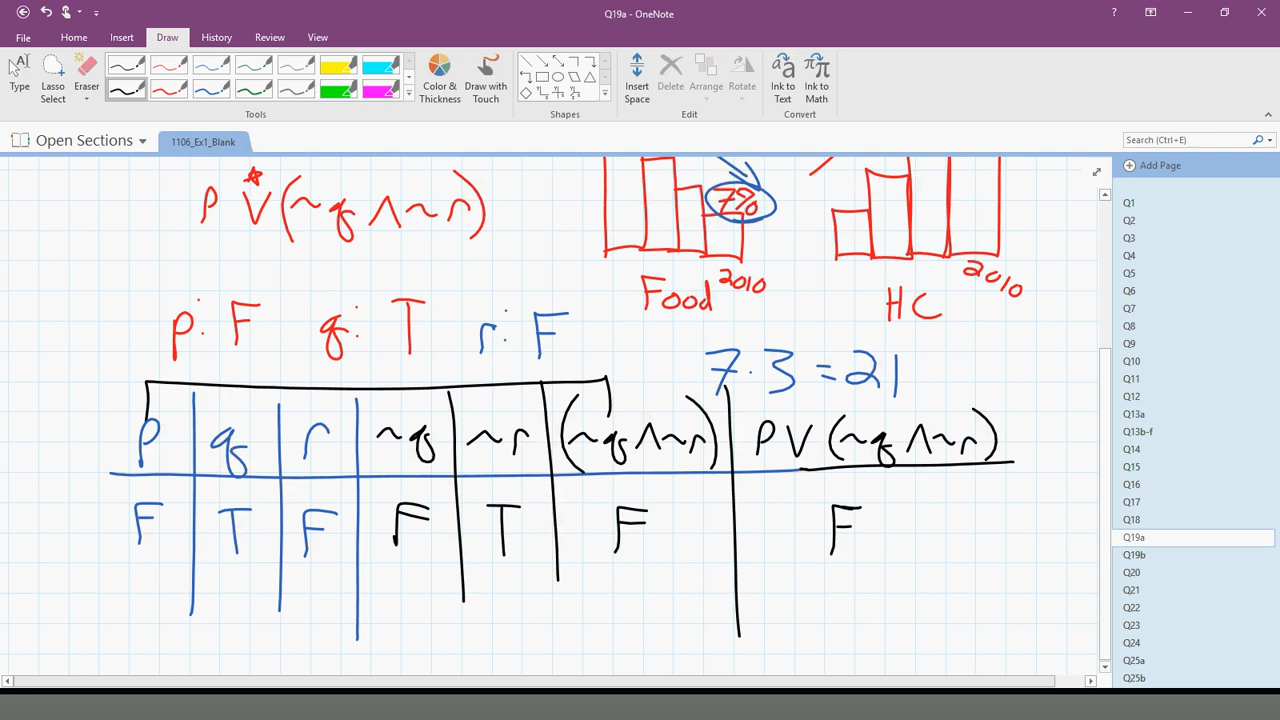 Q19a - OneNote
File Home Insert Draw History Review View
Type
Lasso Select
Eraser
Color & Thickness
Draw with Touch
Insert Space
Delete
Arrange
Rotate
Ink to Text
Ink to Math
Tools
Shapes
Edit
Convert
Open Sections
1106_Ex1_Blank
Search (Ctrl+E)
Add Page
p ∨* (~q ∧ ~r)
7%
Food 2010
HC 2010
p: F q: T r: F
7 · 3 = 21
p q r ~q ~r (~q ∧ ~r) p ∨ (~q ∧ ~r)
F T F F T F F
Q1
Q2
Q3
Q4
Q5
Q6
Q7
Q8
Q9
Q10
Q11
Q12
Q13a
Q13b-f
Q14
Q15
Q16
Q17
Q18
Q19a
Q19b
Q20
Q21
Q22
Q23
Q24
Q25a
Q25b